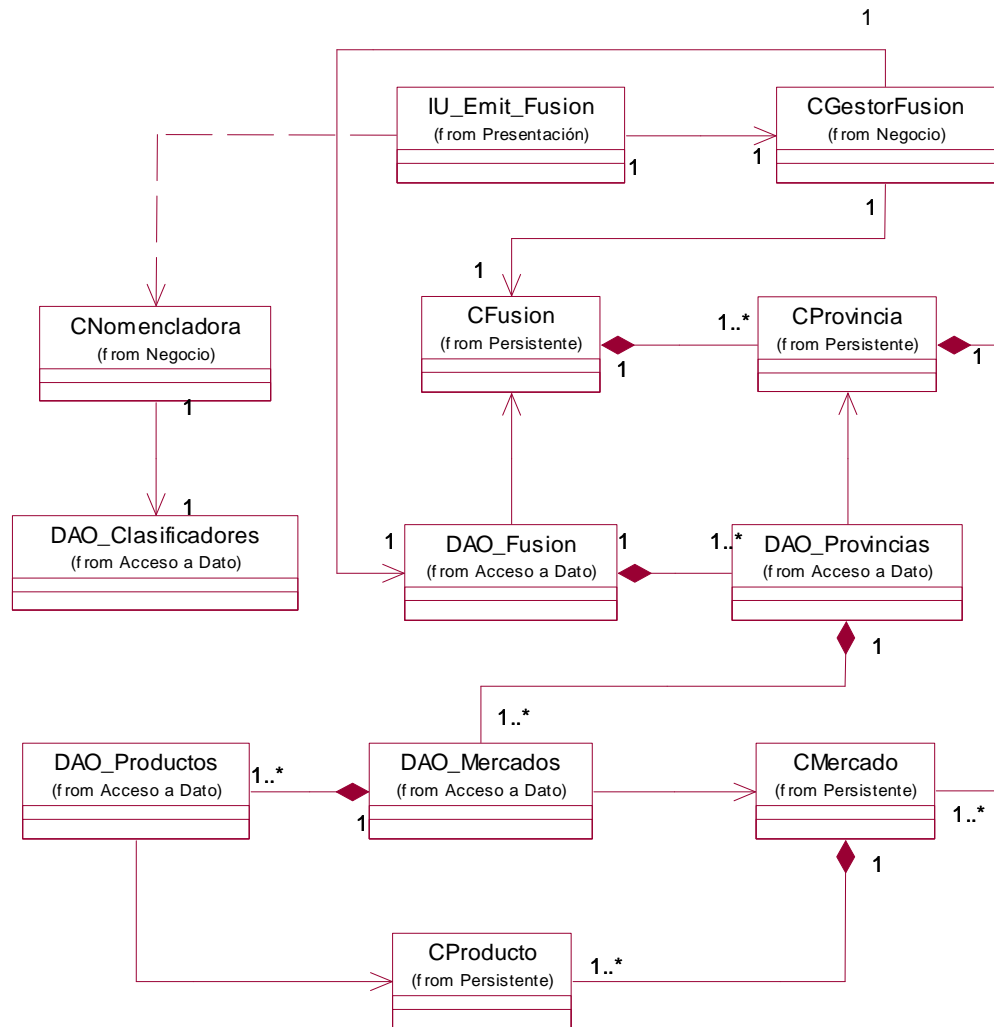 1
IU_Emit_Fusion
(from Presentación)
CGestorFusion
(from Negocio)
1
1
1
1
CNomencladora
(from Negocio)
CFusion
(from Persistente)
1..*
CProvincia
(from Persistente)
1
1
1
1
DAO_Clasificadores
(from Acceso a Dato)
1
DAO_Fusion
(from Acceso a Dato)
1
1..*
DAO_Provincias
(from Acceso a Dato)
1
1..*
DAO_Productos
(from Acceso a Dato)
1..*
DAO_Mercados
(from Acceso a Dato)
1
CMercado
(from Persistente)
1..*
1
CProducto
(from Persistente)
1..*